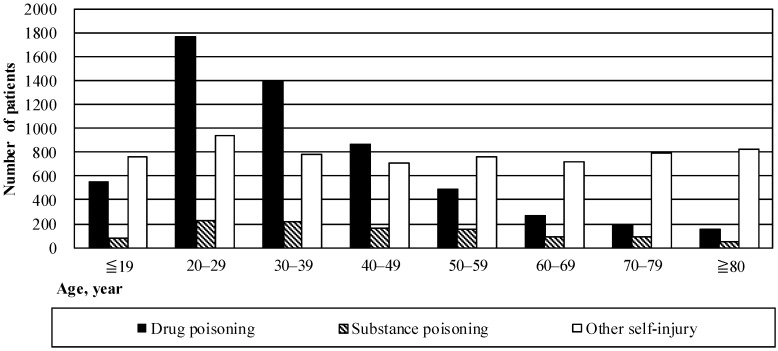 Number of patients
2000
1800
1600
1400
1200
1000
800
600
400
200
0
≦19 20–29 30–39 40–49 50–59 60–69 70–79 ≧80
Age, year
Drug poisoning Substance poisoning Other self-injury